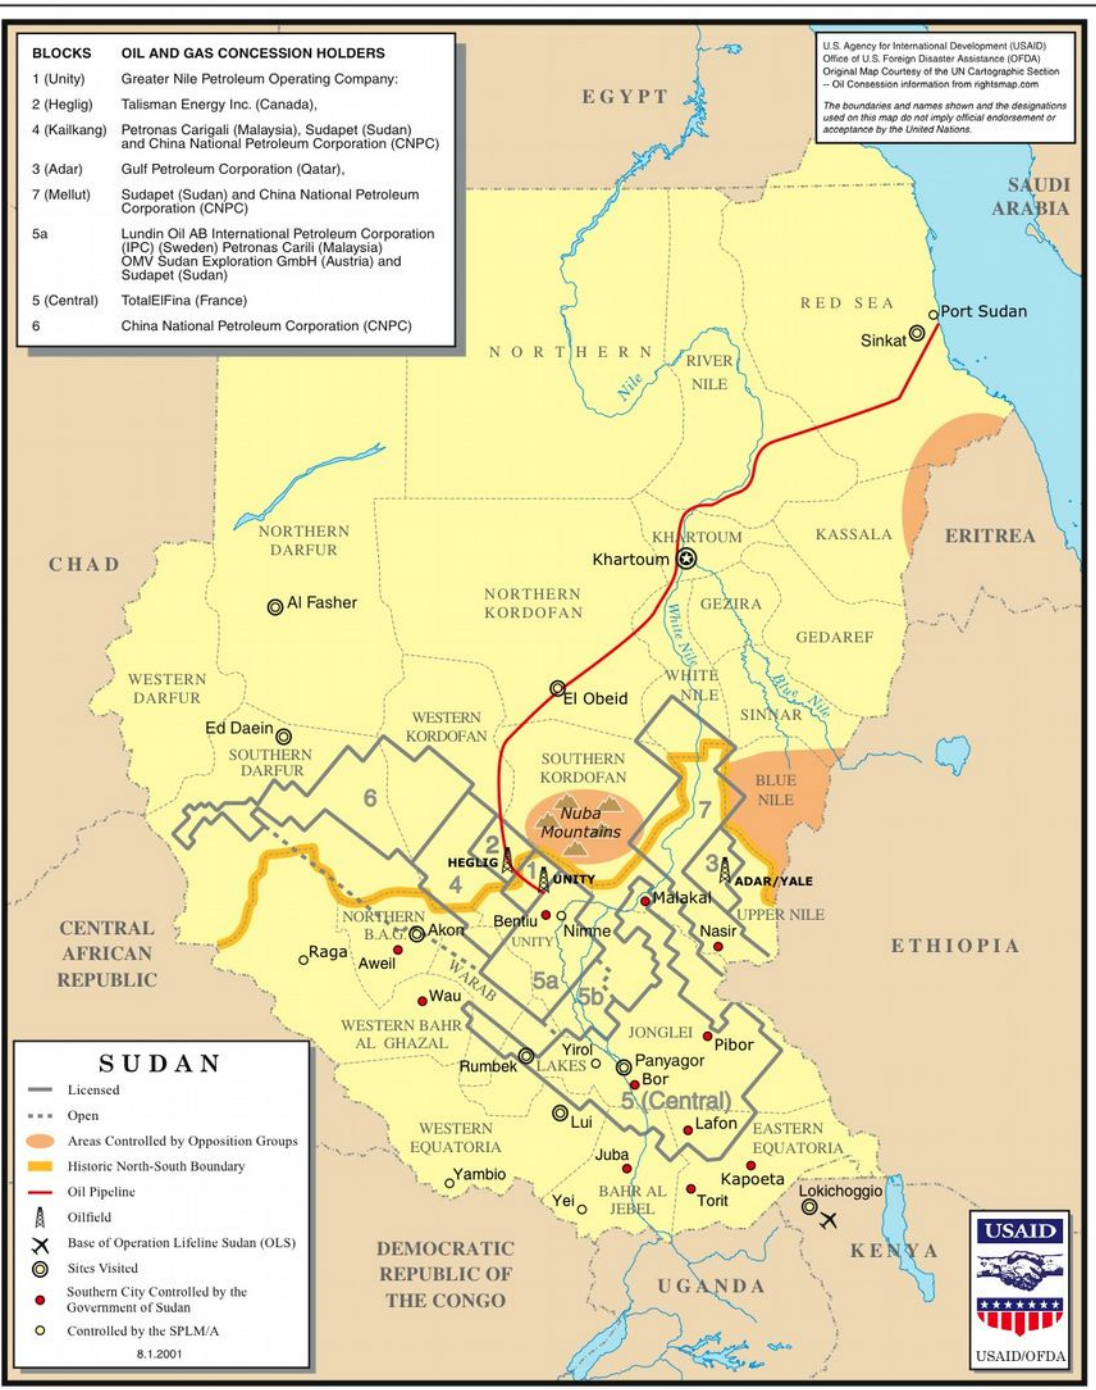 BLOCKS OIL AND GAS CONCESSION HOLDERS
1 (Unity) Greater Nile Petroleum Operating Company:
2 (Heglig) Talisman Energy Inc. (Canada),
4 (Kailkang) Petronas Carigali (Malaysia), Sudapet (Sudan)
and China National Petroleum Corporation (CNPC)
3 (Adar) Gulf Petroleum Corporation (Qatar),
7 (Mellut) Sudapet (Sudan) and China National Petroleum
Corporation (CNPC)
5a Lundin Oil AB International Petroleum Corporation
(IPC) (Sweden) Petronas Carili (Malaysia)
OMV Sudan Exploration GmbH (Austria) and
Sudapet (Sudan)
5 (Central) TotalElFina (France)
6 China National Petroleum Corporation (CNPC)
U.S. Agency for International Development (USAID)
Office of U.S. Foreign Disaster Assistance (OFDA)
Original Map Courtesy of the UN Cartographic Section
-- Oil Consession information from rightsmap.com
The boundaries and names shown and the designations
used on this map do not imply official endorsement or
acceptance by the United Nations.
EGYPT
SAUDI
ARABIA
RED SEA
Port Sudan
Sinkat
NORTHERN
RIVER
NILE
Nile
NORTHERN
DARFUR
KHARTOUM
KASSALA
ERITREA
CHAD
Khartoum
Al Fasher
NORTHERN
KORDOFAN
GEZIRA
White Nile
GEDAREF
WESTERN
DARFUR
WHITE
NILE
Blue Nile
El Obeid
SINNAR
Ed Daein
WESTERN
KORDOFAN
SOUTHERN
DARFUR
SOUTHERN
KORDOFAN
BLUE
NILE
6
7
Nuba
Mountains
2
HEGLIG
1
UNITY
3
ADAR/YALE
4
Malakal
UPPER NILE
NORTHERN
B.A.G.
Akon
Bentiu
Nimne
Nasir
UNITY
CENTRAL
AFRICAN
REPUBLIC
ETHIOPIA
Raga
Aweil
WARAB
5a
5b
Wau
WESTERN BAHR
AL GHAZAL
JONGLEI
Pibor
Rumbek
LAKES
Yirol
Panyagor
Bor
5 (Central)
Lui
Lafon
WESTERN
EQUATORIA
EASTERN
EQUATORIA
Juba
Kapoeta
Yambio
Yei
BAHR AL
JEBEL
Torit
Lokichoggio
DEMOCRATIC
REPUBLIC OF
THE CONGO
UGANDA
KENYA
SUDAN
Licensed
Open
Areas Controlled by Opposition Groups
Historic North-South Boundary
Oil Pipeline
Oilfield
Base of Operation Lifeline Sudan (OLS)
Sites Visited
Southern City Controlled by the
Government of Sudan
Controlled by the SPLM/A
8.1.2001
USAID
USAID/OFDA